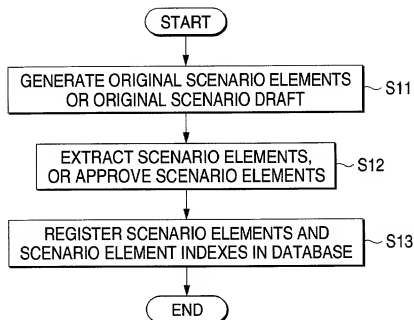 START
GENERATE ORIGINAL SCENARIO ELEMENTS
OR ORIGINAL SCENARIO DRAFT
S11
EXTRACT SCENARIO ELEMENTS,
OR APPROVE SCENARIO ELEMENTS
S12
REGISTER SCENARIO ELEMENTS AND
SCENARIO ELEMENT INDEXES IN DATABASE
S13
END